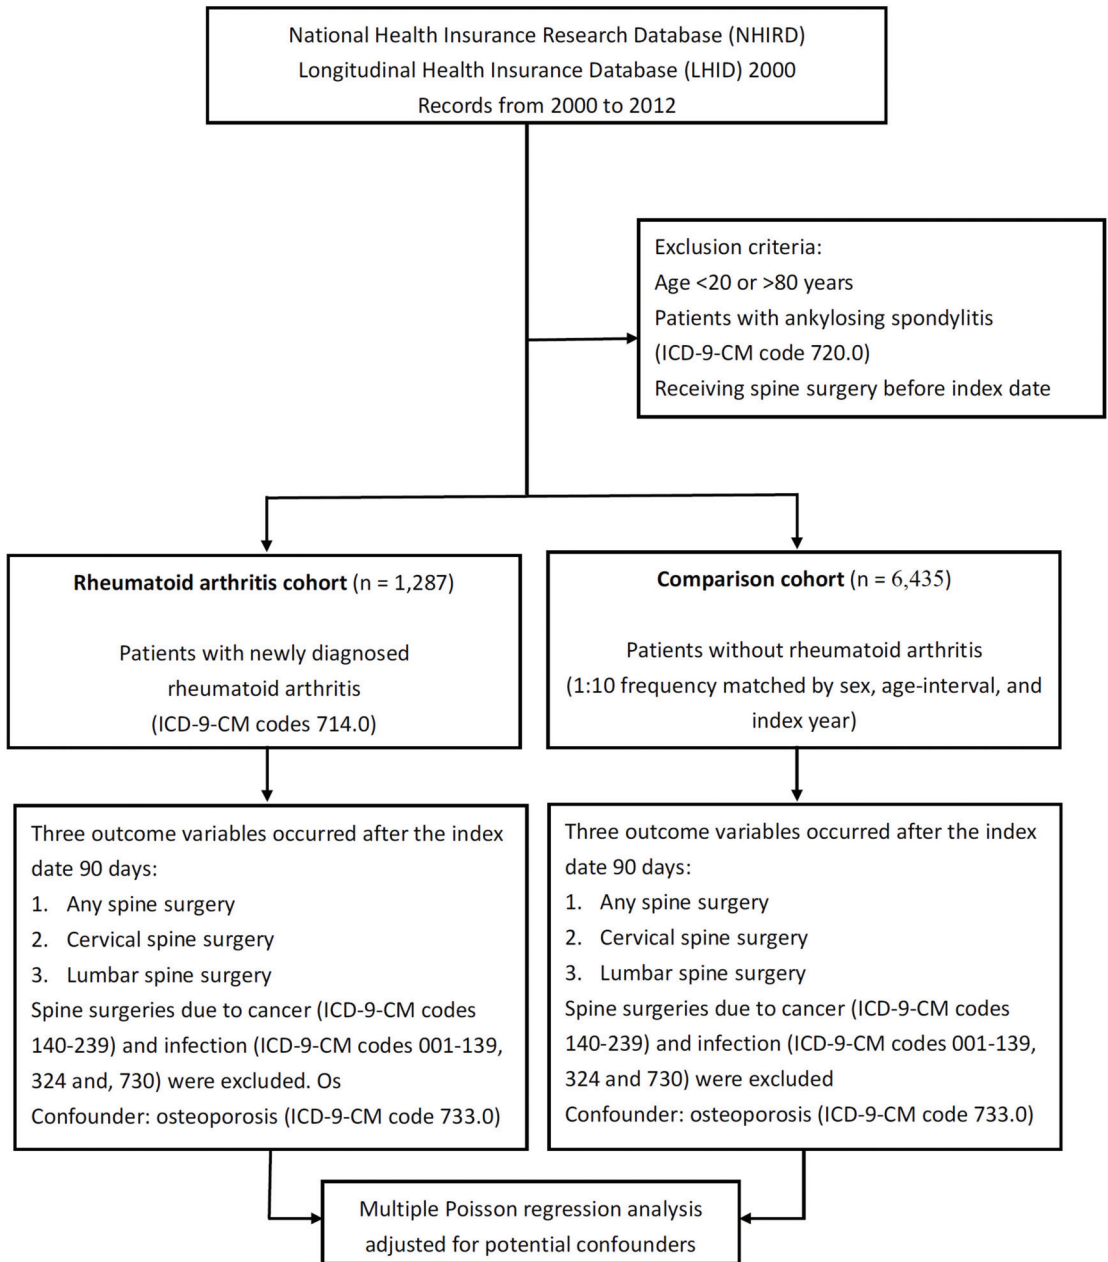 National Health Insurance Research Database (NHIRD)
Longitudinal Health Insurance Database (LHID) 2000
Records from 2000 to 2012
Exclusion criteria:
Age <20 or >80 years
Patients with ankylosing spondylitis
(ICD-9-CM code 720.0)
Receiving spine surgery before index date
Rheumatoid arthritis cohort (n = 1,287)
Patients with newly diagnosed
rheumatoid arthritis
(ICD-9-CM codes 714.0)
Comparison cohort (n = 6,435)
Patients without rheumatoid arthritis
(1:10 frequency matched by sex, age-interval, and
index year)
Three outcome variables occurred after the index
date 90 days:
1. Any spine surgery
2. Cervical spine surgery
3. Lumbar spine surgery
Spine surgeries due to cancer (ICD-9-CM codes
140-239) and infection (ICD-9-CM codes 001-139,
324 and, 730) were excluded. Os
Confounder: osteoporosis (ICD-9-CM code 733.0)
Three outcome variables occurred after the index
date 90 days:
1. Any spine surgery
2. Cervical spine surgery
3. Lumbar spine surgery
Spine surgeries due to cancer (ICD-9-CM codes
140-239) and infection (ICD-9-CM codes 001-139,
324 and 730) were excluded
Confounder: osteoporosis (ICD-9-CM code 733.0)
Multiple Poisson regression analysis
adjusted for potential confounders